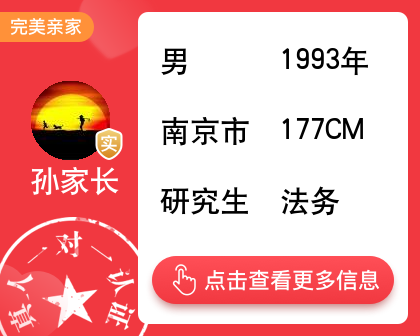 完美亲家
男 1993年
南京市 177CM
研究生 法务
实
孙家长
真人一对一认证
点击查看更多信息